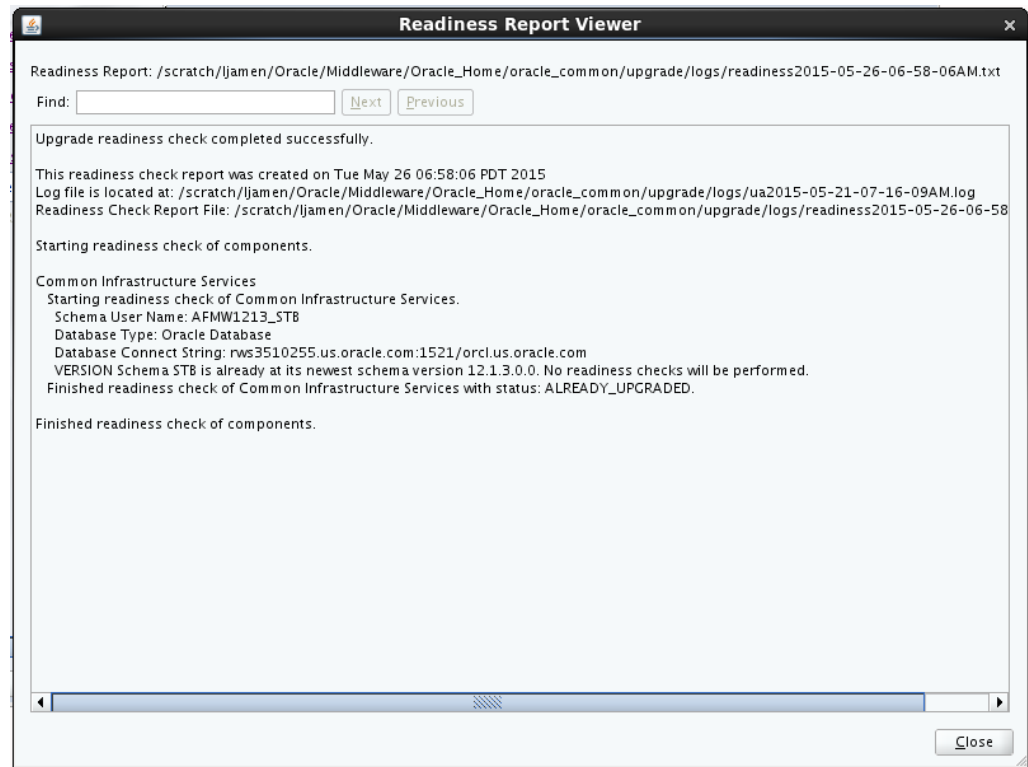 Readiness Report Viewer
Readiness Report: /scratch/ljamen/Oracle/Middleware/Oracle_Home/oracle_common/upgrade/logs/readiness2015-05-26-06-58-06AM.txt
Find: Next Previous
Upgrade readiness check completed successfully.
This readiness check report was created on Tue May 26 06:58:06 PDT 2015
Log file is located at: /scratch/ljamen/Oracle/Middleware/Oracle_Home/oracle_common/upgrade/logs/ua2015-05-21-07-16-09AM.log
Readiness Check Report File: /scratch/ljamen/Oracle/Middleware/Oracle_Home/oracle_common/upgrade/logs/readiness2015-05-26-06-58
Starting readiness check of components.
Common Infrastructure Services
Starting readiness check of Common Infrastructure Services.
Schema User Name: AFMW1213_STB
Database Type: Oracle Database
Database Connect String: rws3510255.us.oracle.com:1521/orcl.us.oracle.com
VERSION Schema STB is already at its newest schema version 12.1.3.0.0. No readiness checks will be performed.
Finished readiness check of Common Infrastructure Services with status: ALREADY_UPGRADED.
Finished readiness check of components.
Close